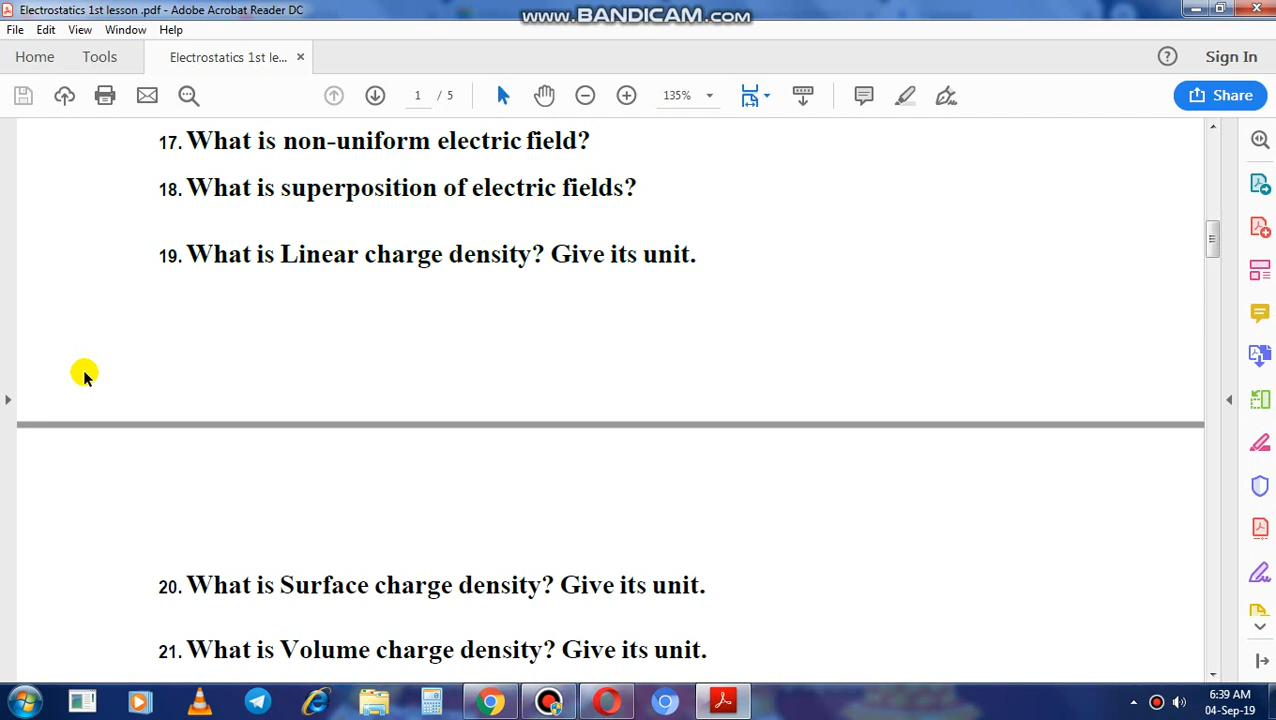 Electrostatics 1st lesson .pdf - Adobe Acrobat Reader DC
www.BANDICAM.com
File Edit View Window Help
Home Tools Electrostatics 1st le... × Sign In
1 / 5 135% Share
17. What is non-uniform electric field?
18. What is superposition of electric fields?
19. What is Linear charge density? Give its unit.
20. What is Surface charge density? Give its unit.
21. What is Volume charge density? Give its unit.
6:39 AM
04-Sep-19